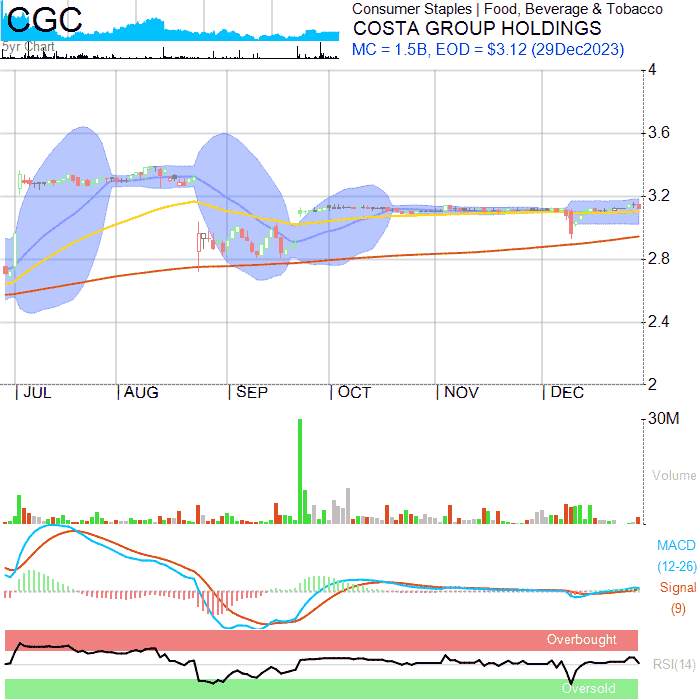 CGC
5yr Chart
Consumer Staples | Food, Beverage & Tobacco
COSTA GROUP HOLDINGS
MC = 1.5B, EOD = $3.12 (29Dec2023)
4
3.6
3.2
2.8
2.4
2
| JUL | AUG | SEP | OCT | NOV | DEC
30M
Volume
MACD
(12-26)
Signal
(9)
Overbought
RSI(14)
Oversold